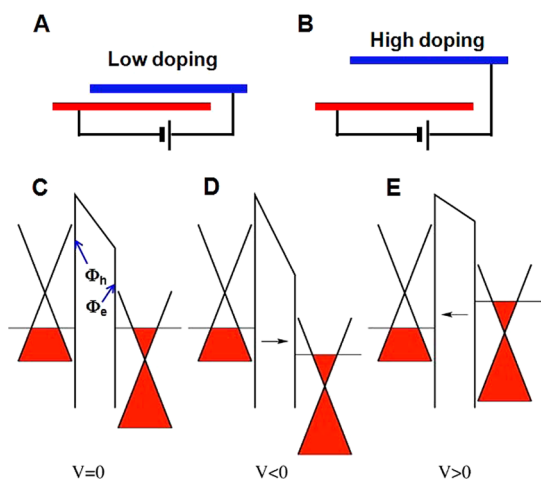 A
B
Low doping
High doping
C
D
E
Φh
Φe
V=0
V<0
V>0